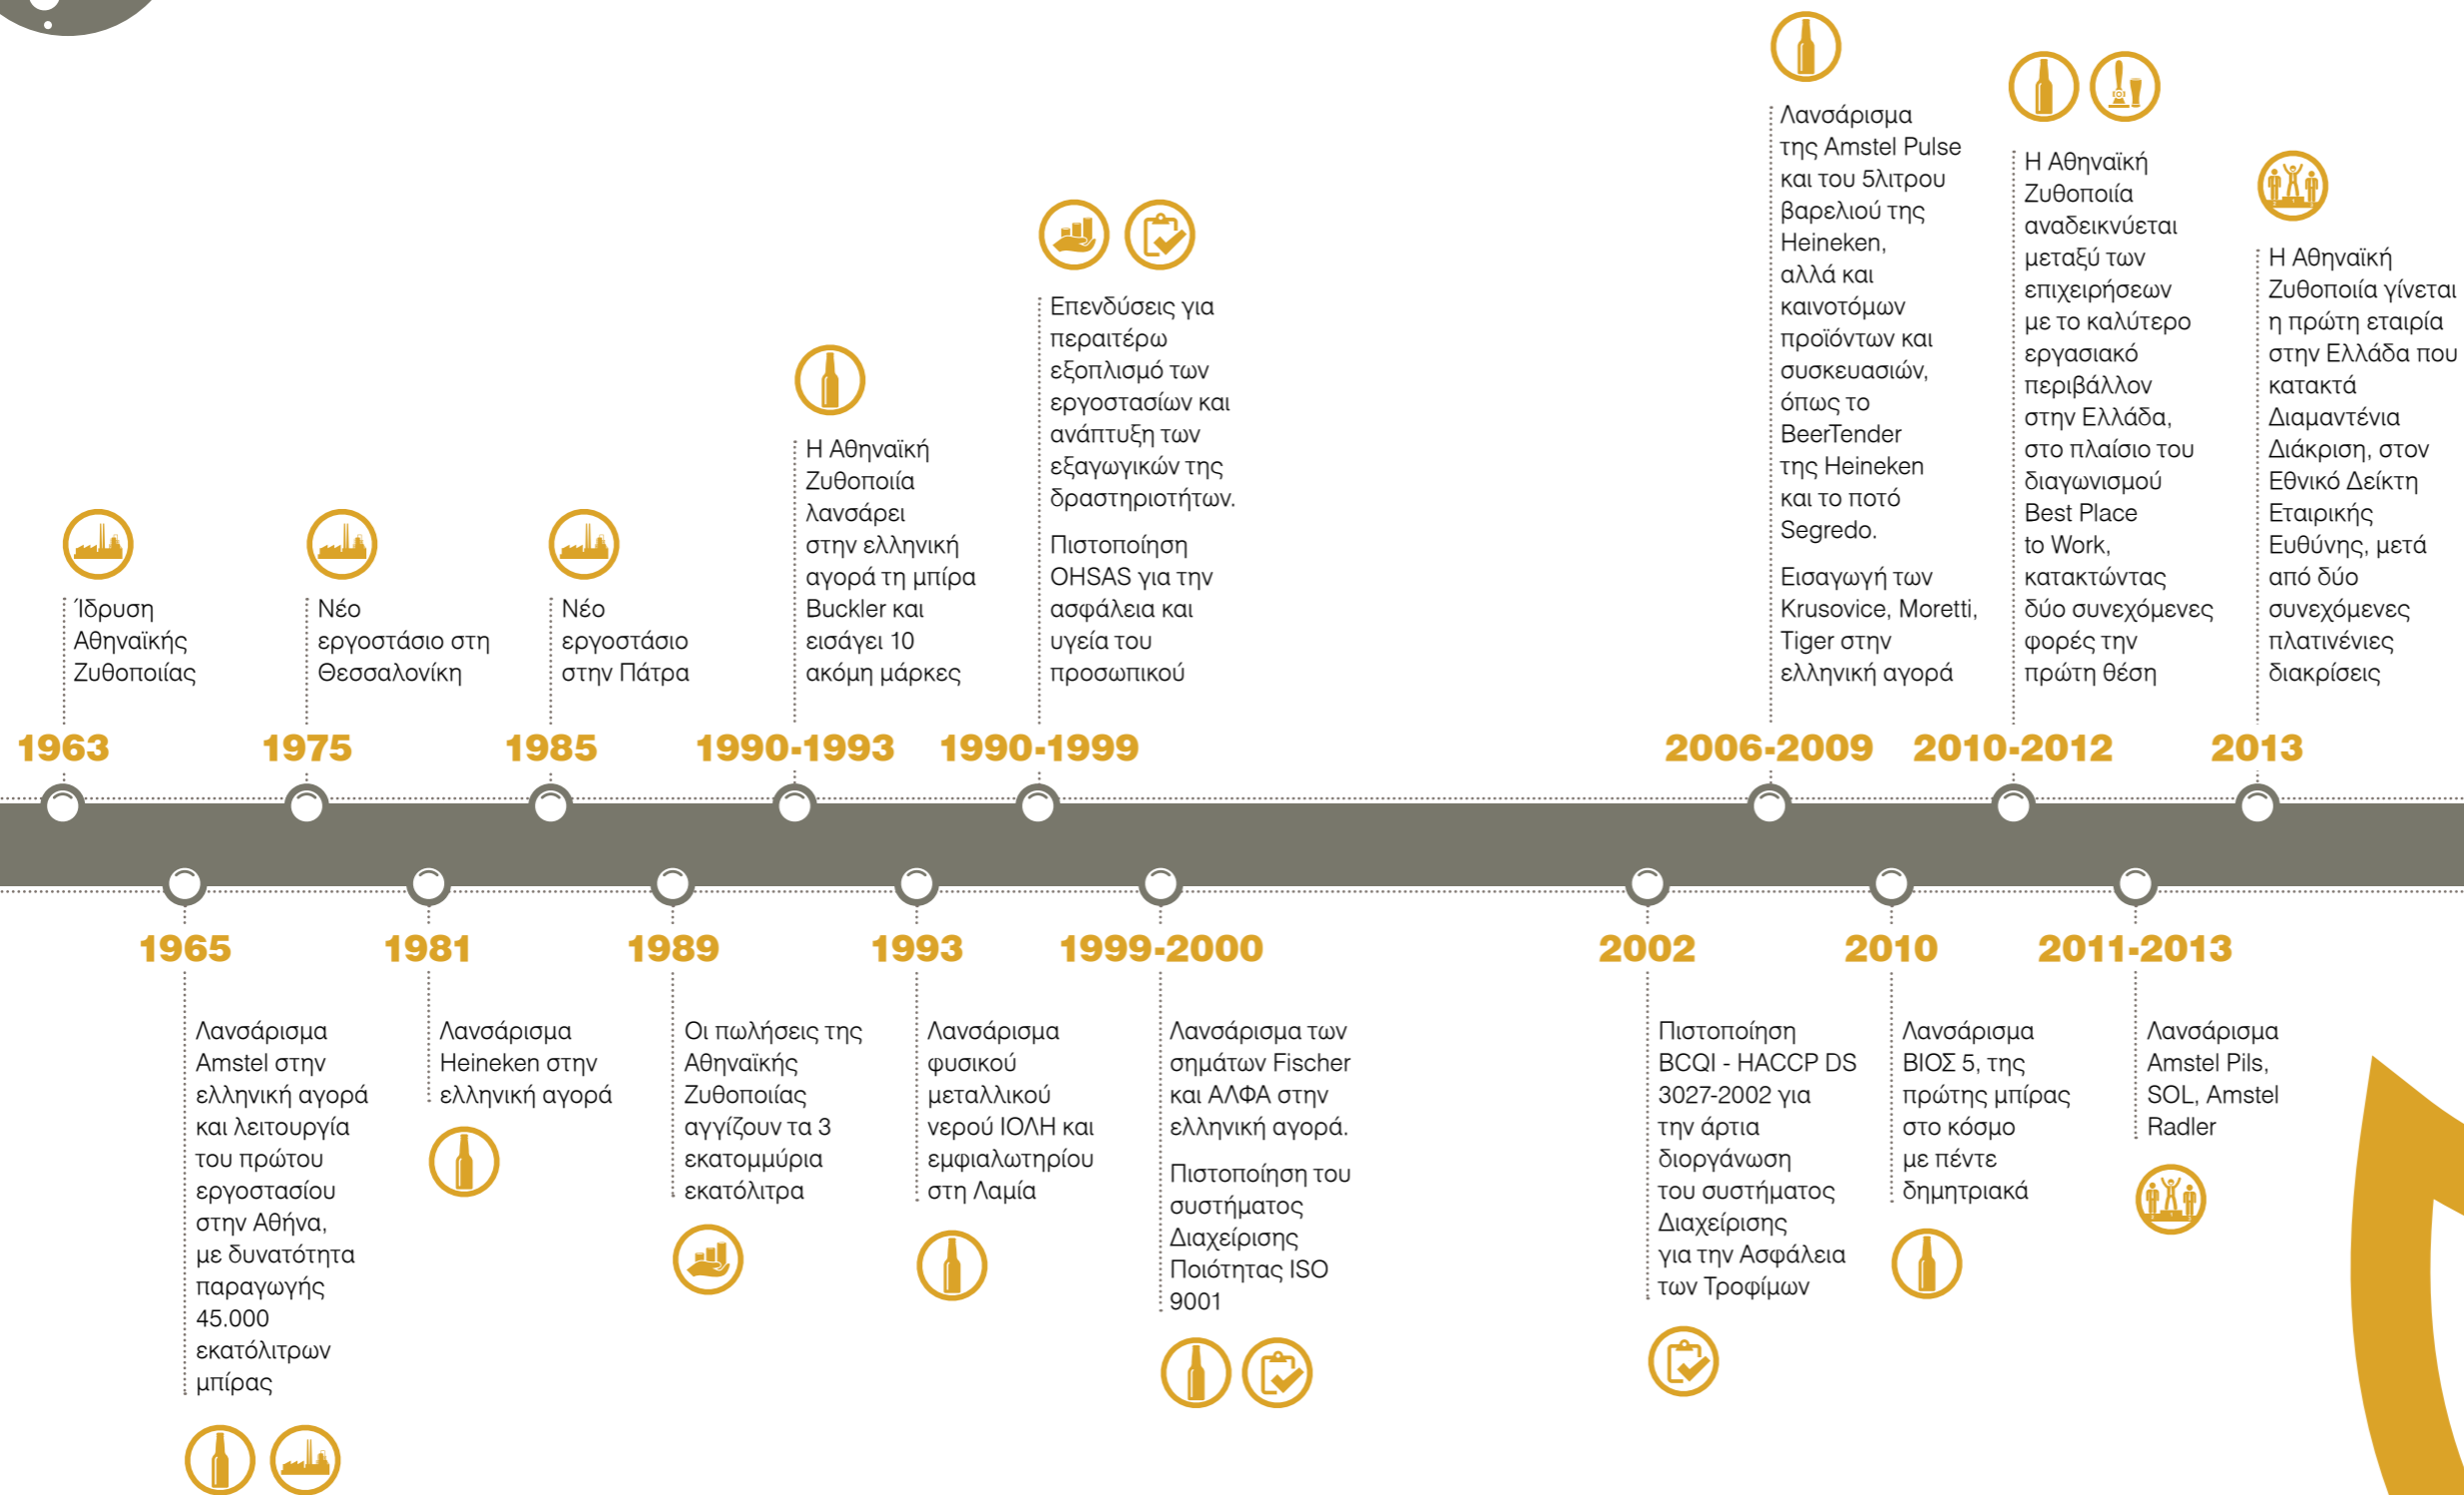 Ίδρυση
Αθηναϊκής
Ζυθοποιίας
1963
Νέο
εργοστάσιο στη
Θεσσαλονίκη
1975
Νέο
εργοστάσιο
στην Πάτρα
1985
Η Αθηναϊκή
Ζυθοποιία
λανσάρει
στην ελληνική
αγορά τη μπίρα
Buckler και
εισάγει 10
ακόμη μάρκες
1990-1993
Επενδύσεις για
περαιτέρω
εξοπλισμό των
εργοστασίων και
ανάπτυξη των
εξαγωγικών της
δραστηριοτήτων.
Πιστοποίηση
OHSAS για την
ασφάλεια και
υγεία του
προσωπικού
1990-1999
Λανσάρισμα
της Amstel Pulse
και του 5λιτρου
βαρελιού της
Heineken,
αλλά και
καινοτόμων
προϊόντων και
συσκευασιών,
όπως το
BeerTender
της Heineken
και το ποτό
Segredo.
Εισαγωγή των
Krusovice, Moretti,
Tiger στην
ελληνική αγορά
2006-2009
Η Αθηναϊκή
Ζυθοποιία
αναδεικνύεται
μεταξύ των
επιχειρήσεων
με το καλύτερο
εργασιακό
περιβάλλον
στην Ελλάδα,
στο πλαίσιο του
διαγωνισμού
Best Place
to Work,
κατακτώντας
δύο συνεχόμενες
φορές την
πρώτη θέση
2010-2012
Η Αθηναϊκή
Ζυθοποιία γίνεται
η πρώτη εταιρία
στην Ελλάδα που
κατακτά
Διαμαντένια
Διάκριση, στον
Εθνικό Δείκτη
Εταιρικής
Ευθύνης, μετά
από δύο
συνεχόμενες
πλατινένιες
διακρίσεις
2013
1965
Λανσάρισμα
Amstel στην
ελληνική αγορά
και λειτουργία
του πρώτου
εργοστασίου
στην Αθήνα,
με δυνατότητα
παραγωγής
45.000
εκατόλιτρων
μπίρας
1981
Λανσάρισμα
Heineken στην
ελληνική αγορά
1989
Οι πωλήσεις της
Αθηναϊκής
Ζυθοποιίας
αγγίζουν τα 3
εκατομμύρια
εκατόλιτρα
1993
Λανσάρισμα
φυσικού
μεταλλικού
νερού ΙΟΛΗ και
εμφιαλωτηρίου
στη Λαμία
1999-2000
Λανσάρισμα των
σημάτων Fischer
και ΑΛΦΑ στην
ελληνική αγορά.
Πιστοποίηση του
συστήματος
Διαχείρισης
Ποιότητας ISO
9001
2002
Πιστοποίηση
BCQI - HACCP DS
3027-2002 για
την άρτια
διοργάνωση
του συστήματος
Διαχείρισης
για την Ασφάλεια
των Τροφίμων
2010
Λανσάρισμα
ΒΙΟΣ 5, της
πρώτης μπίρας
στο κόσμο
με πέντε
δημητριακά
2011-2013
Λανσάρισμα
Amstel Pils,
SOL, Amstel
Radler